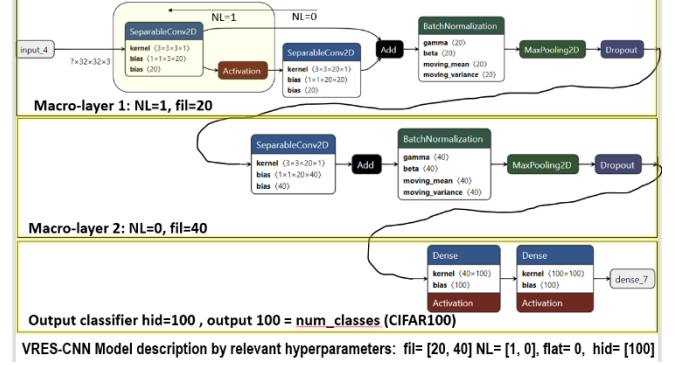 NL=1
NL=0
input_4
?×32×32×3
SeparableConv2D
kernel ⟨3×3×3×1⟩
bias ⟨1×1×3×20⟩
bias ⟨20⟩
Activation
SeparableConv2D
kernel ⟨3×3×20×1⟩
bias ⟨1×1×20×20⟩
bias ⟨20⟩
Add
BatchNormalization
gamma ⟨20⟩
beta ⟨20⟩
moving_mean ⟨20⟩
moving_variance ⟨20⟩
MaxPooling2D
Dropout
Macro-layer 1: NL=1, fil=20
SeparableConv2D
kernel ⟨3×3×20×1⟩
bias ⟨1×1×20×40⟩
bias ⟨40⟩
Add
BatchNormalization
gamma ⟨40⟩
beta ⟨40⟩
moving_mean ⟨40⟩
moving_variance ⟨40⟩
MaxPooling2D
Dropout
Macro-layer 2: NL=0, fil=40
Dense
kernel ⟨40×100⟩
bias ⟨100⟩
Activation
Dense
kernel ⟨100×100⟩
bias ⟨100⟩
Activation
dense_7
Output classifier hid=100 , output 100 = num_classes (CIFAR100)
VRES-CNN Model description by relevant hyperparameters: fil= [20, 40] NL= [1, 0], flat= 0, hid= [100]